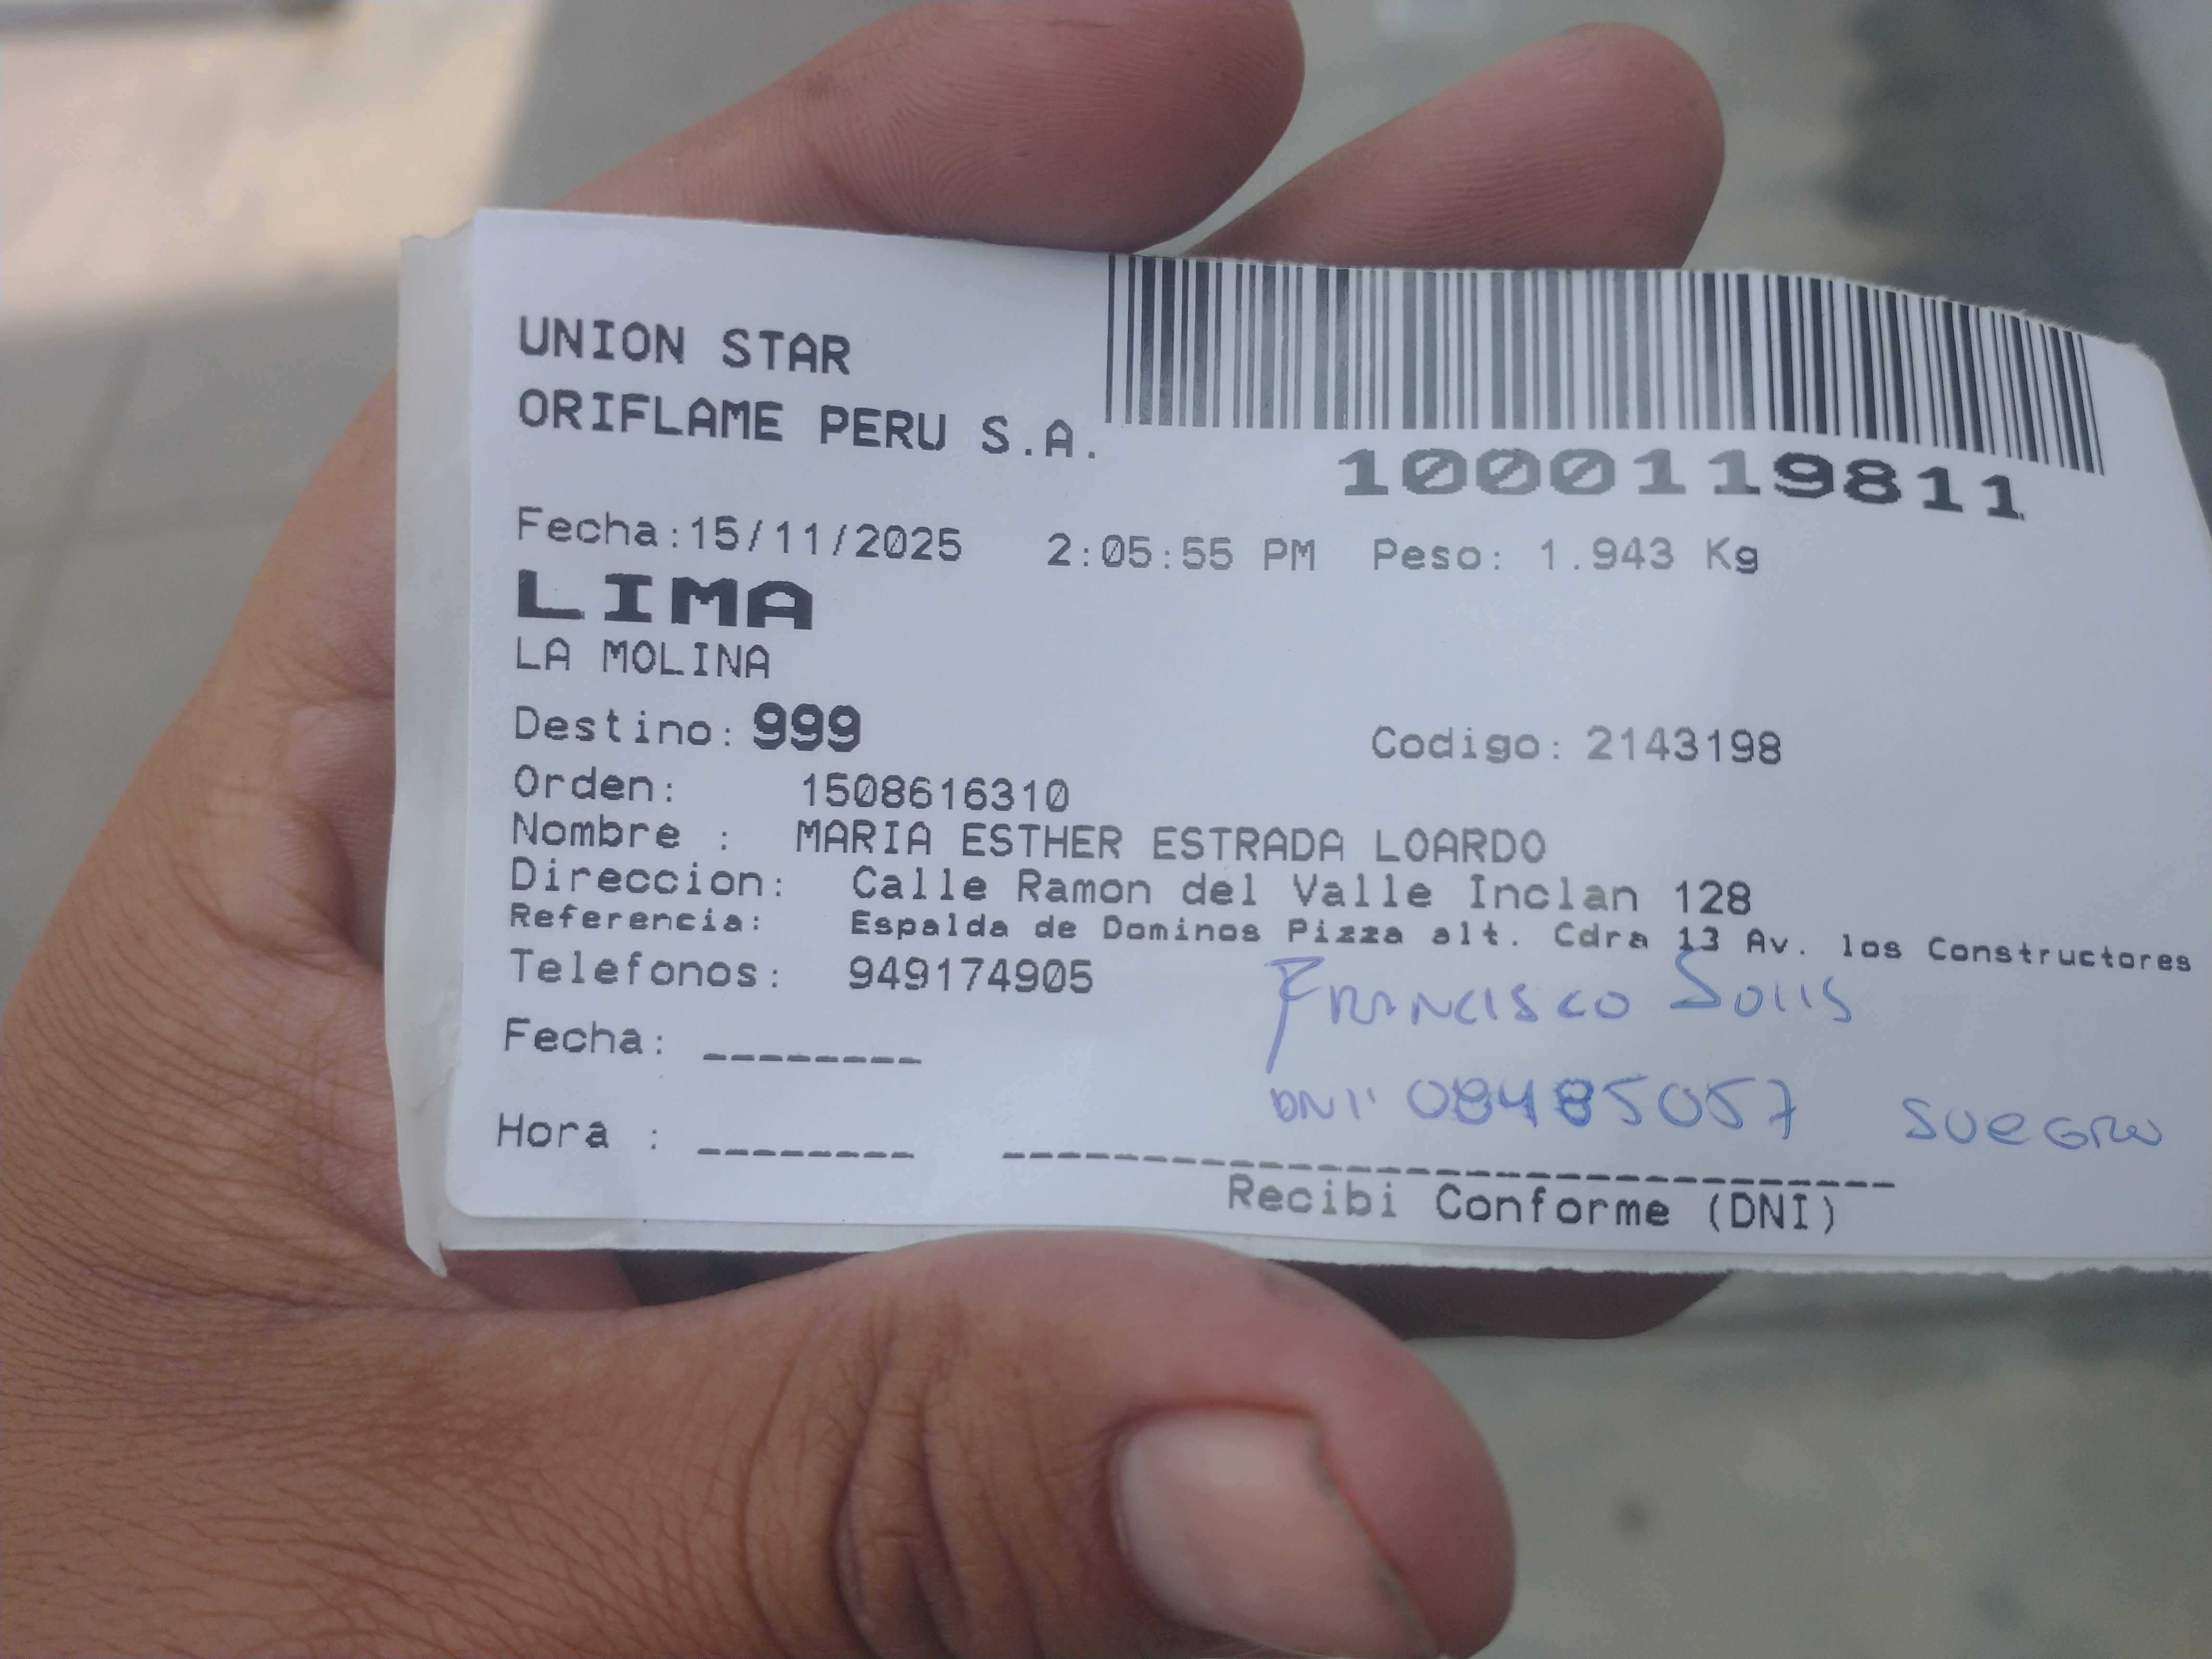 UNION STAR
ORIFLAME PERU S.A.
1000119811
Fecha:15/11/2025 2:05:55 PM Peso: 1.943 Kg
LIMA
LA MOLINA
Destino: 999 Codigo: 2143198
Orden: 1508616310
Nombre : MARIA ESTHER ESTRADA LOARDO
Direccion: Calle Ramon del Valle Inclan 128
Referencia: Espalda de Dominos Pizza alt. Cdra 13 Av. los Constructores
Telefonos: 949174905
FRANCISCO SOLIS
Fecha: ________
DNI: 08485057 SUEGRO
Hora : ________
Recibi Conforme (DNI)